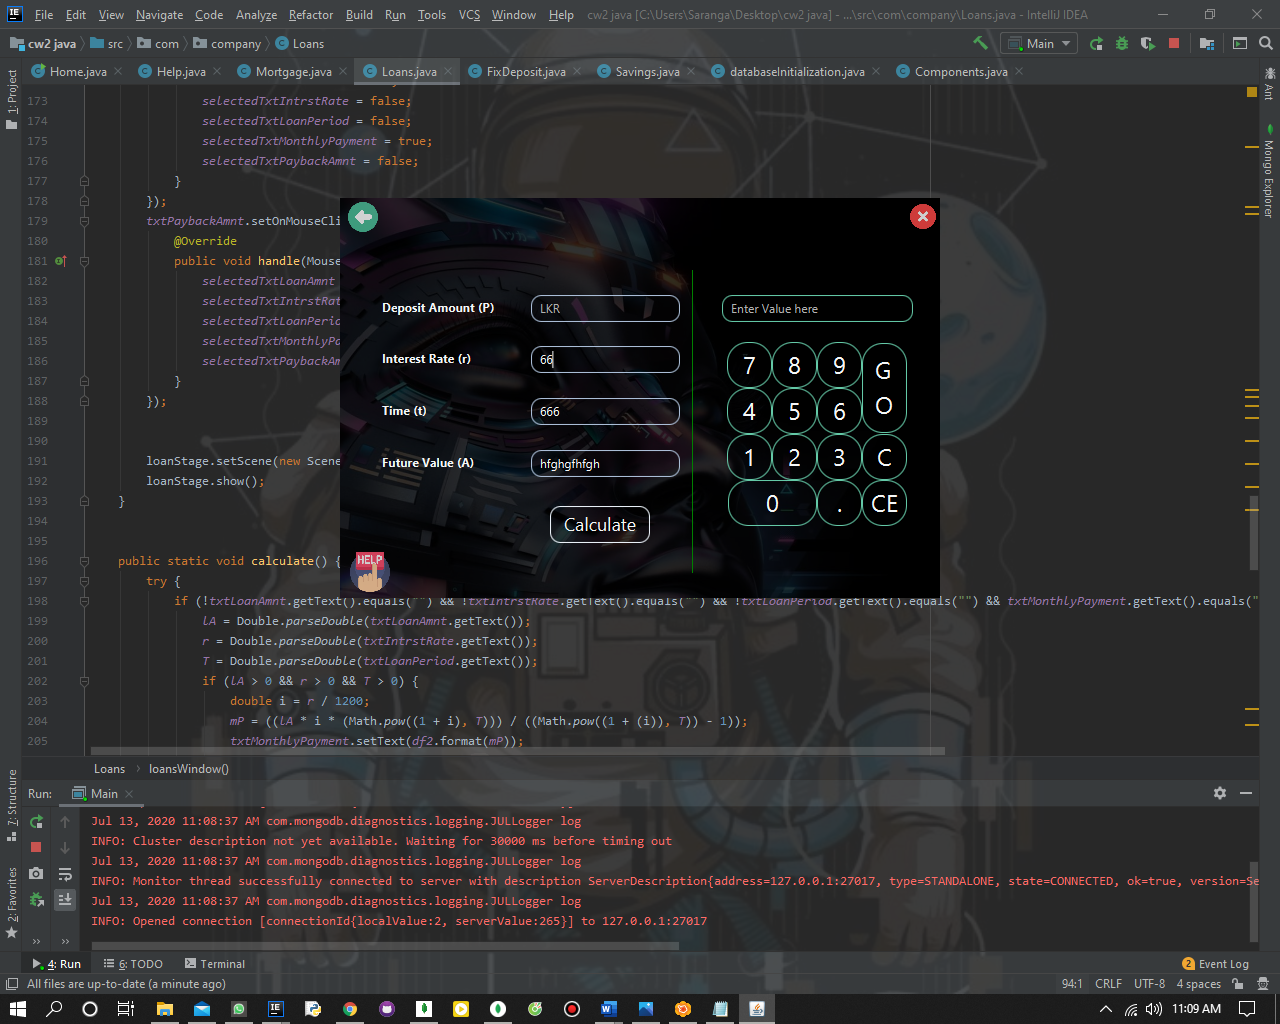 File Edit View Navigate Code Analyze Refactor Build Run Tools VCS Window Help cw2 java [C:\Users\Saranga\Desktop\cw2 java] - ...\src\com\company\Loans.java - IntelliJ IDEA
cw2 java src com company Loans Main
Home.java Help.java Mortgage.java Loans.java FixDeposit.java Savings.java databaseInitialization.java Components.java
1: Project
Ant
Mongo Explorer
173 selectedTxtIntrstRate = false;
174 selectedTxtLoanPeriod = false;
175 selectedTxtMonthlyPayment = true;
176 selectedTxtPaybackAmnt = false;
177 }
178 });
179 txtPaybackAmnt.setOnMouseCli
180 @Override
181 public void handle(Mouse
182 selectedTxtLoanAmnt
183 selectedTxtIntrstRat
184 selectedTxtLoanPerio
185 selectedTxtMonthlyPa
186 selectedTxtPaybackAm
187 }
188 });
189
190
191 loanStage.setScene(new Scene
192 loanStage.show();
193 }
194
195
196 public static void calculate() {
197 try {
198 if (!txtLoanAmnt.getText().equals("") && !txtIntrstRate.getText().equals("") && !txtLoanPeriod.getText().equals("") && txtMonthlyPayment.getText().equals("
199 lA = Double.parseDouble(txtLoanAmnt.getText());
200 r = Double.parseDouble(txtIntrstRate.getText());
201 T = Double.parseDouble(txtLoanPeriod.getText());
202 if (lA > 0 && r > 0 && T > 0) {
203 double i = r / 1200;
204 mP = ((lA * i * (Math.pow((1 + i), T))) / ((Math.pow((1 + (i)), T)) - 1));
205 txtMonthlyPayment.setText(df2.format(mP));
Deposit Amount (P) LKR
Interest Rate (r) 66
Time (t) 666
Future Value (A) hfghgfhfgh
Calculate
HELP
Enter Value here
7 8 9 G
O
4 5 6
1 2 3 C
0 . CE
Loans loansWindow()
7: Structure
2: Favorites
Run: Main
Jul 13, 2020 11:08:37 AM com.mongodb.diagnostics.logging.JULLogger log
INFO: Cluster description not yet available. Waiting for 30000 ms before timing out
Jul 13, 2020 11:08:37 AM com.mongodb.diagnostics.logging.JULLogger log
INFO: Monitor thread successfully connected to server with description ServerDescription{address=127.0.0.1:27017, type=STANDALONE, state=CONNECTED, ok=true, version=Se
Jul 13, 2020 11:08:37 AM com.mongodb.diagnostics.logging.JULLogger log
INFO: Opened connection [connectionId{localValue:2, serverValue:265}] to 127.0.0.1:27017
4: Run 6: TODO Terminal 2 Event Log
All files are up-to-date (a minute ago) 94:1 CRLF UTF-8 4 spaces
11:09 AM